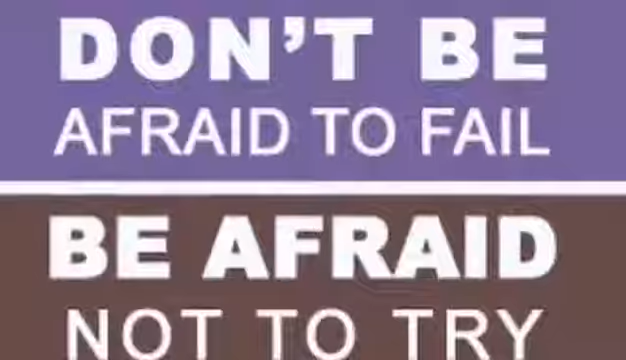 DON'T BE
AFRAID TO FAIL
BE AFRAID
NOT TO TRY